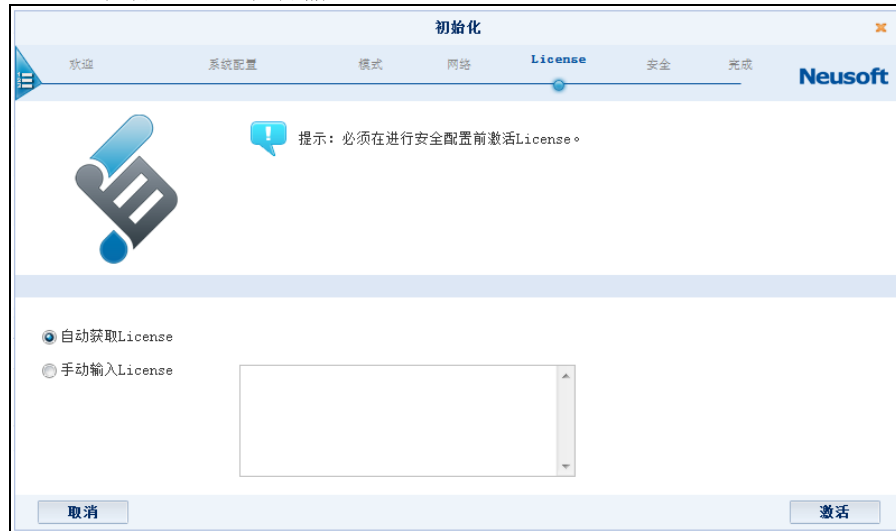 初始化
欢迎 系统配置 模式 网络 License 安全 完成
Neusoft
提示：必须在进行安全配置前激活License。
自动获取License
手动输入License
取消 激活